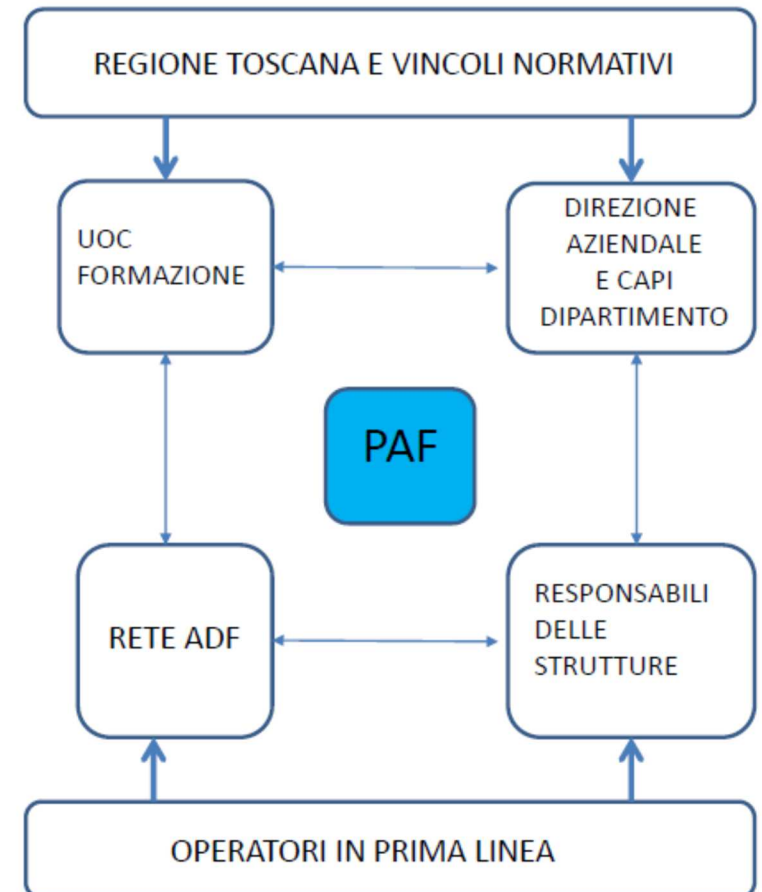 REGIONE TOSCANA E VINCOLI NORMATIVI
UOC
FORMAZIONE
DIREZIONE
AZIENDALE
E CAPI
DIPARTIMENTO
PAF
RETE ADF
RESPONSABILI
DELLE
STRUTTURE
OPERATORI IN PRIMA LINEA